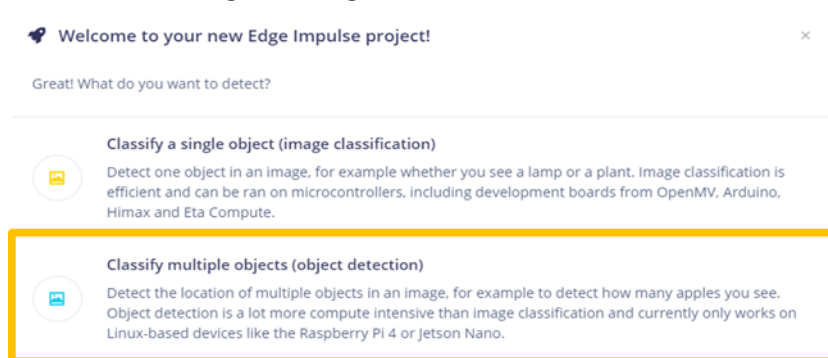 Welcome to your new Edge Impulse project!
Great! What do you want to detect?
Classify a single object (image classification)
Detect one object in an image, for example whether you see a lamp or a plant. Image classification is
efficient and can be ran on microcontrollers, including development boards from OpenMV, Arduino,
Himax and Eta Compute.
Classify multiple objects (object detection)
Detect the location of multiple objects in an image, for example to detect how many apples you see.
Object detection is a lot more compute intensive than image classification and currently only works on
Linux-based devices like the Raspberry Pi 4 or Jetson Nano.